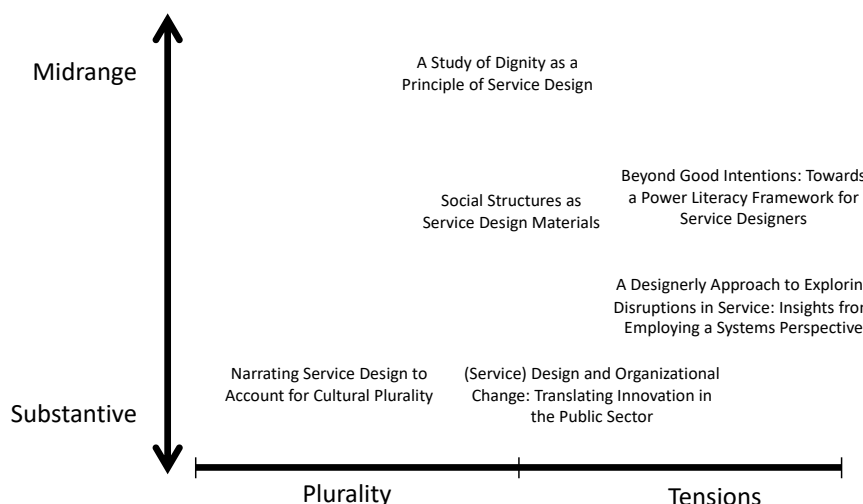 Midrange
A Study of Dignity as a
Principle of Service Design
Beyond Good Intentions: Towards
a Power Literacy Framework for
Service Designers
Social Structures as
Service Design Materials
A Designerly Approach to Explorin
Disruptions in Service: Insights fro
Employing a Systems Perspective
Narrating Service Design to
Account for Cultural Plurality
(Service) Design and Organizational
Change: Translating Innovation in
the Public Sector
Substantive
Plurality
Tensions